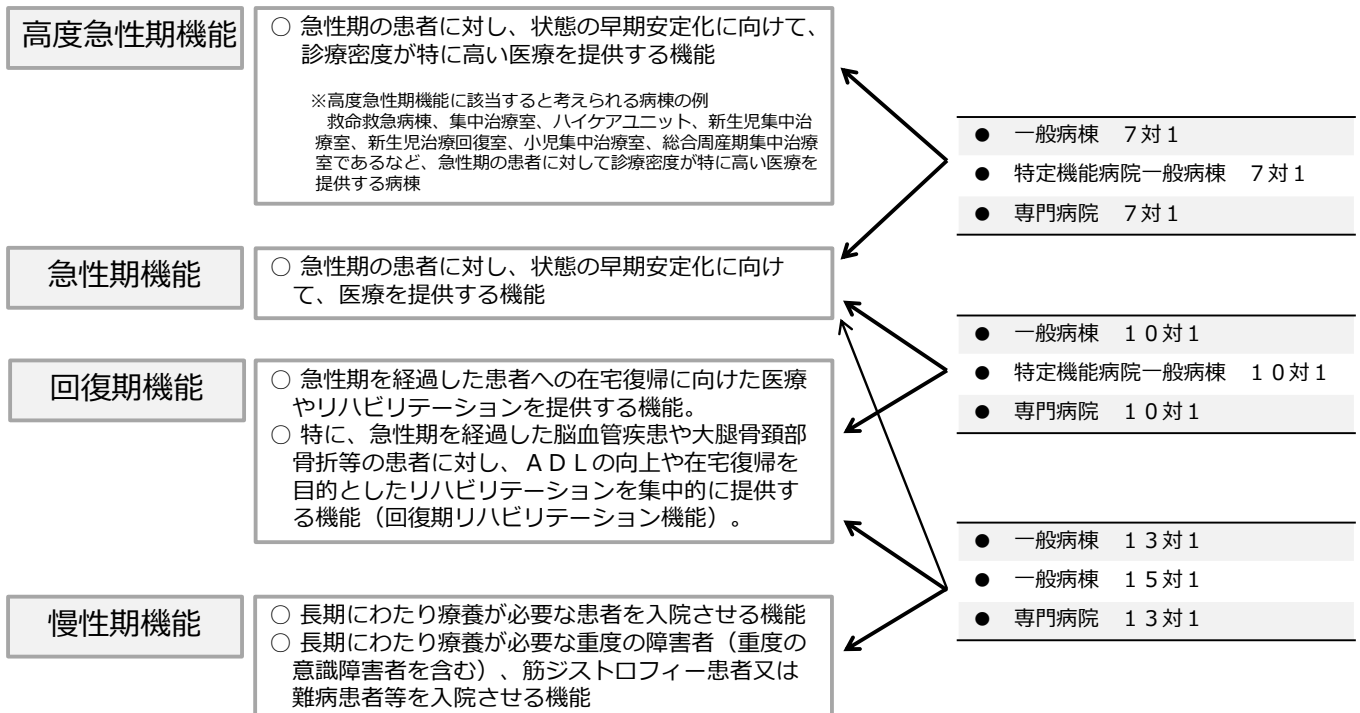 高度急性期機能
○ 急性期の患者に対し、状態の早期安定化に向けて、
診療密度が特に高い医療を提供する機能
※高度急性期機能に該当すると考えられる病棟の例
救命救急病棟、集中治療室、ハイケアユニット、新生児集中治
療室、新生児治療回復室、小児集中治療室、総合周産期集中治療
室であるなど、急性期の患者に対して診療密度が特に高い医療を
提供する病棟
● 一般病棟 7対1
● 特定機能病院一般病棟 7対1
● 専門病院 7対1
急性期機能
○ 急性期の患者に対し、状態の早期安定化に向け
て、医療を提供する機能
● 一般病棟 10対1
● 特定機能病院一般病棟 10対1
● 専門病院 10対1
回復期機能
○ 急性期を経過した患者への在宅復帰に向けた医療
やリハビリテーションを提供する機能。
○ 特に、急性期を経過した脳血管疾患や大腿骨頚部
骨折等の患者に対し、ADLの向上や在宅復帰を
目的としたリハビリテーションを集中的に提供す
る機能（回復期リハビリテーション機能）。
● 一般病棟 13対1
● 一般病棟 15対1
● 専門病院 13対1
慢性期機能
○ 長期にわたり療養が必要な患者を入院させる機能
○ 長期にわたり療養が必要な重度の障害者（重度の
意識障害者を含む）、筋ジストロフィー患者又は
難病患者等を入院させる機能